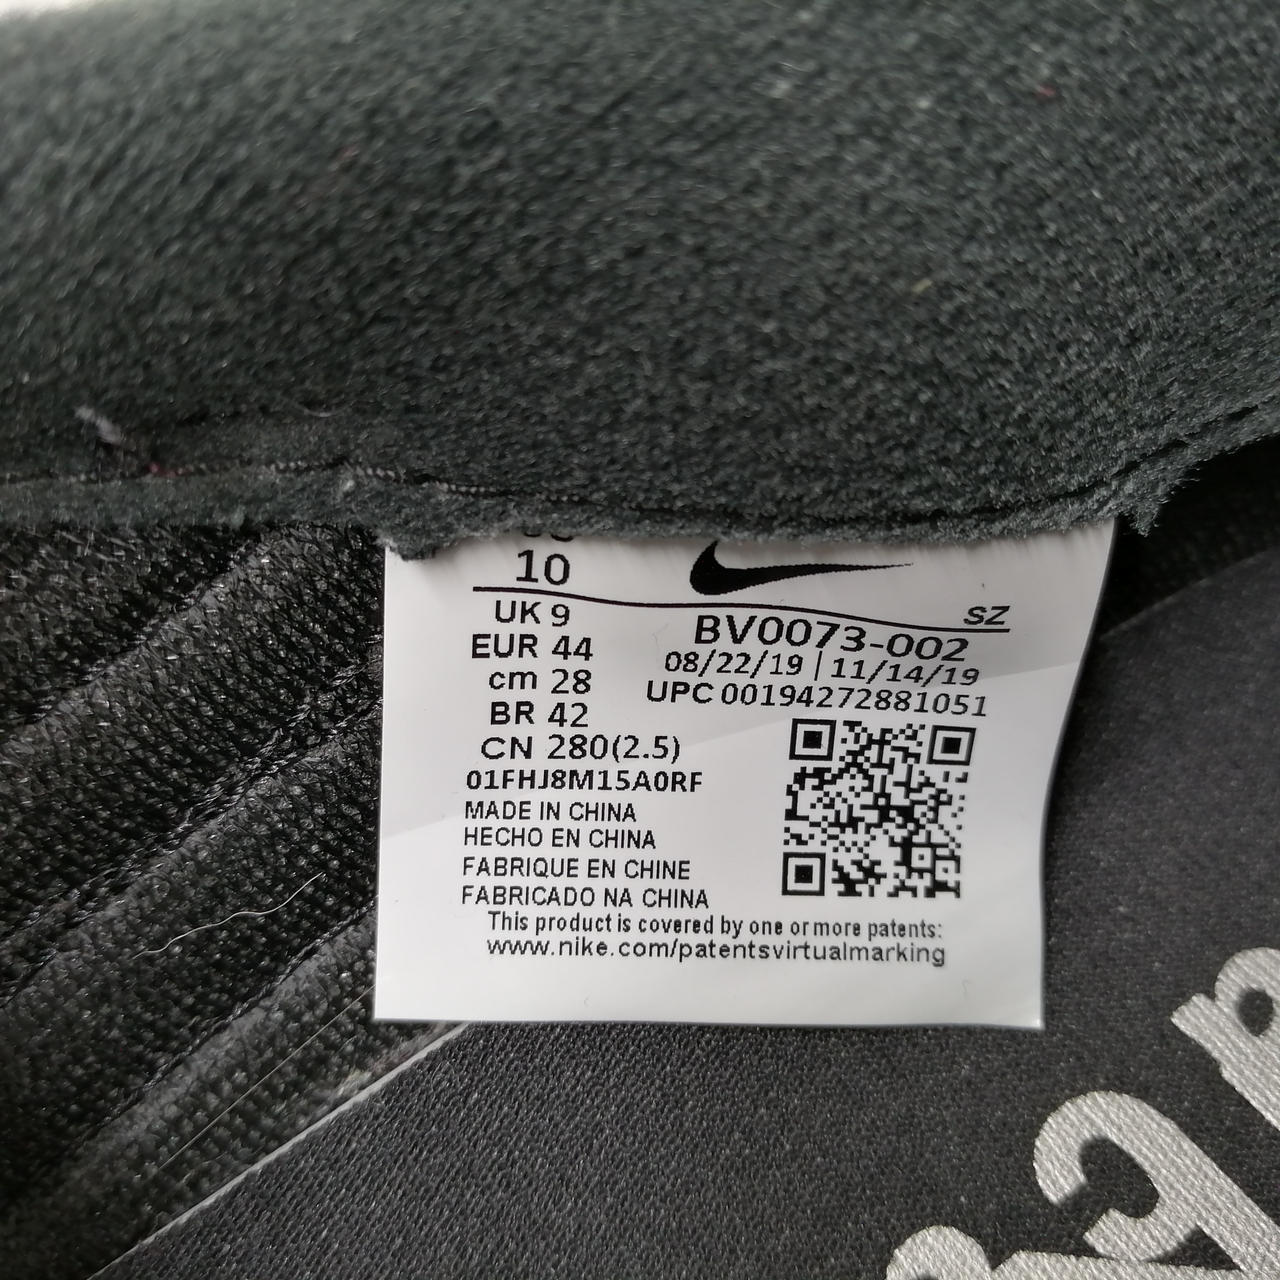 10
UK 9
EUR 44
cm 28
BR 42
CN 280(2.5)
01FHJ8M15A0RF
MADE IN CHINA
HECHO EN CHINA
FABRIQUE EN CHINE
FABRICADO NA CHINA
SZ
BV0073-002
08/22/19 | 11/14/19
UPC 00194272881051
This product is covered by one or more patents:
www.nike.com/patentsvirtualmarking